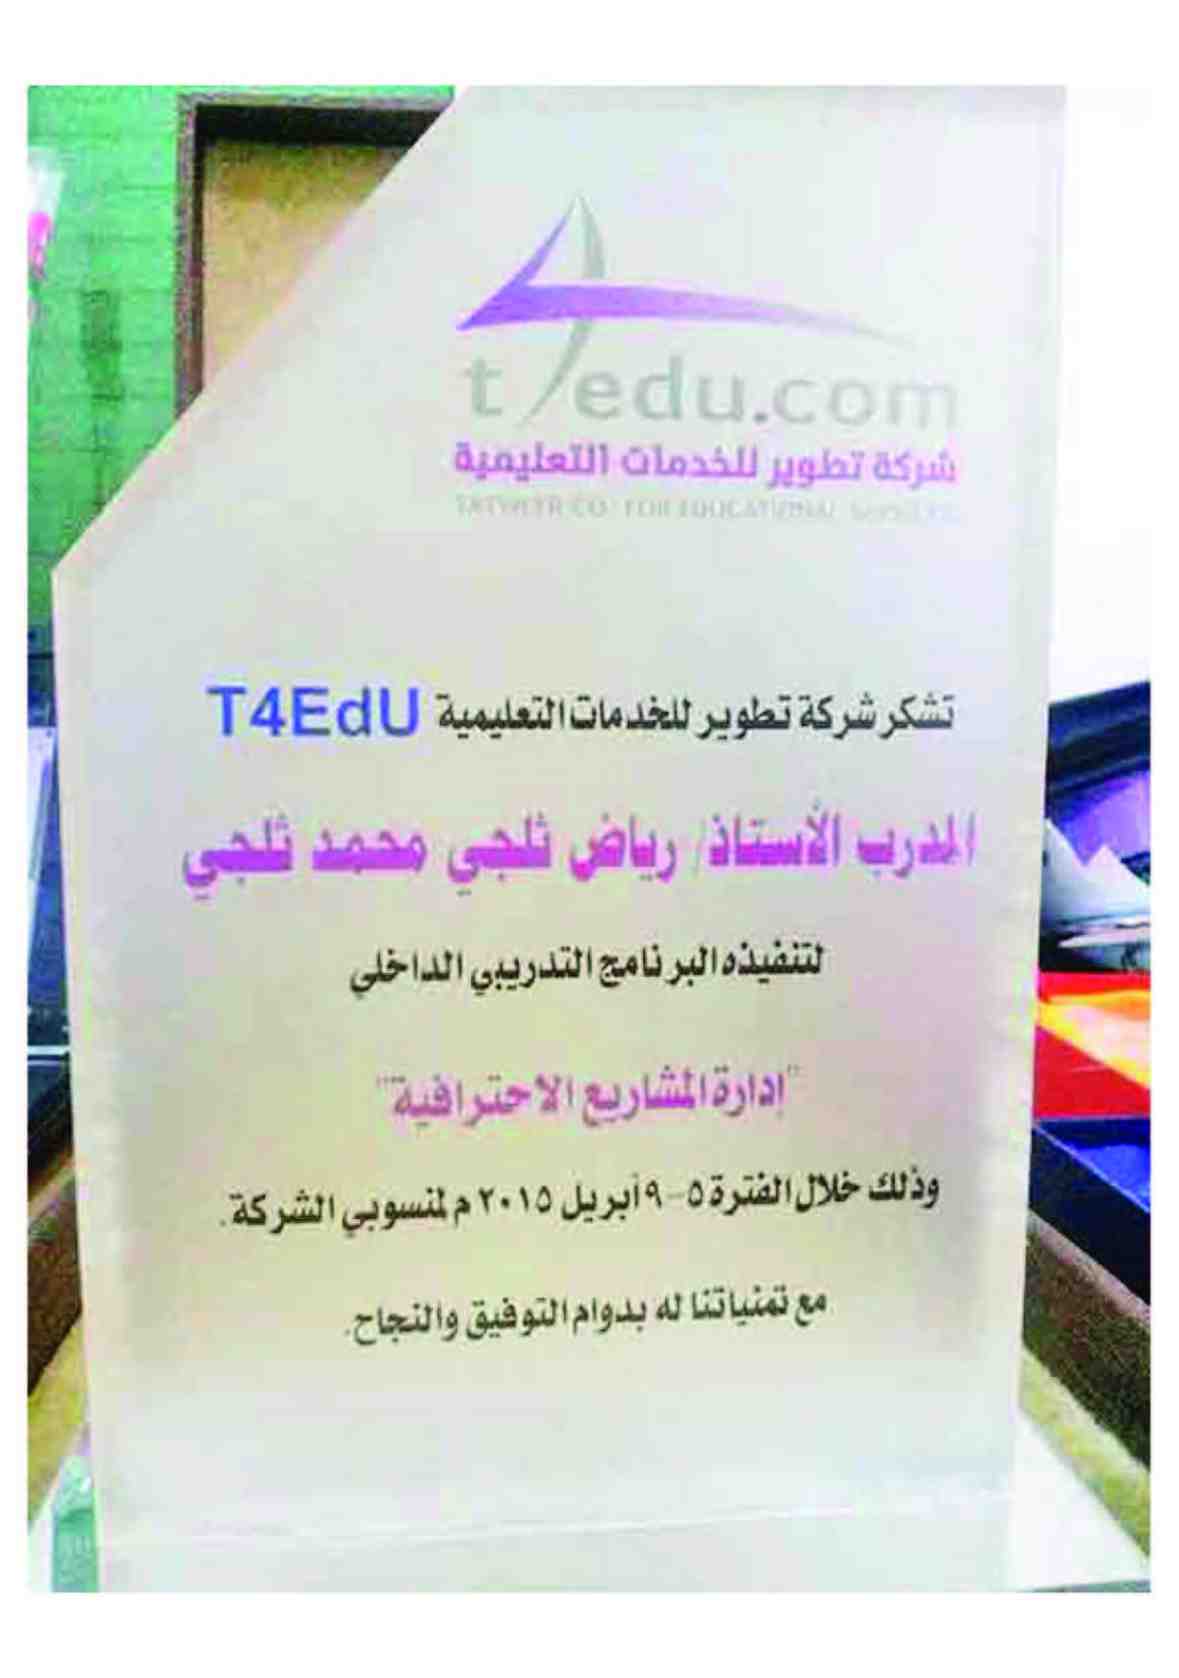 t4edu.com
شركة تطوير للخدمات التعليمية
TATWEER CO. FOR EDUCATIONAL SERVICES
تشكر شركة تطوير للخدمات التعليمية T4EdU
المدرب الأستاذ/ رياض ثلجي محمد ثلجي
لتنفيذه البرنامج التدريبي الداخلي
"إدارة المشاريع الاحترافية"
وذلك خلال الفترة ٥-٩ أبريل ٢٠١٥ م لمنسوبي الشركة.
مع تمنياتنا له بدوام التوفيق والنجاح.